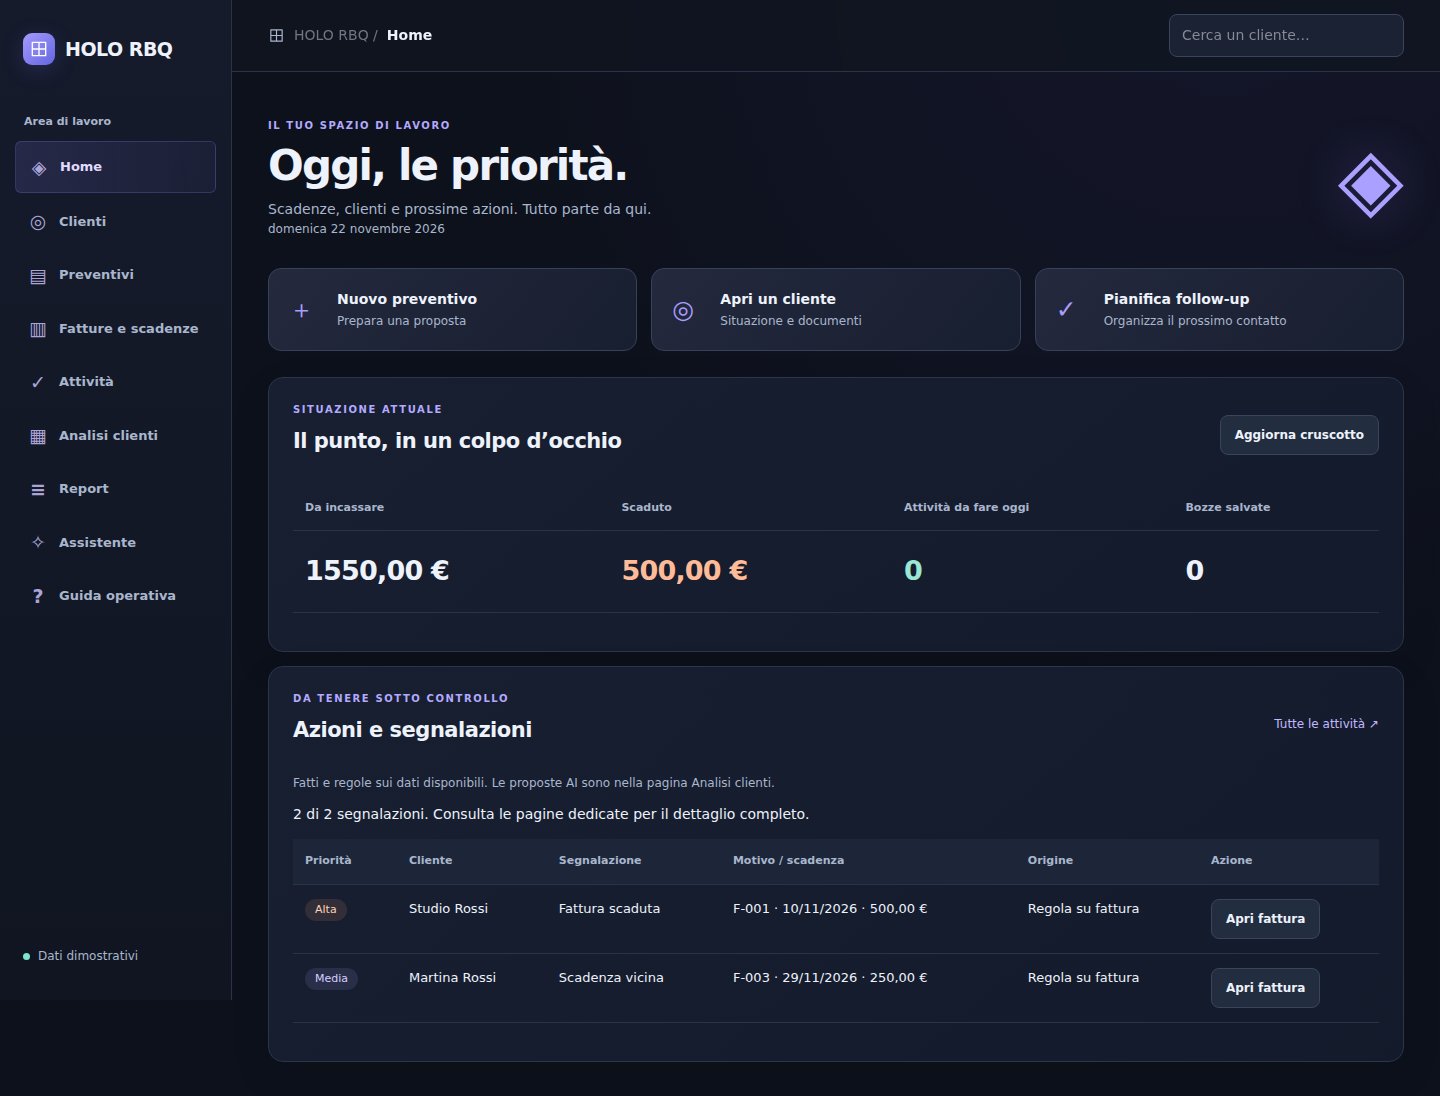 HOLO RBQ
Area di lavoro
Home
Clienti
Preventivi
Fatture e scadenze
Attività
Analisi clienti
Report
Assistente
? Guida operativa
Dati dimostrativi
HOLO RBQ / Home
Cerca un cliente...
IL TUO SPAZIO DI LAVORO
Oggi, le priorità.
Scadenze, clienti e prossime azioni. Tutto parte da qui.
domenica 22 novembre 2026
Nuovo preventivo
Prepara una proposta
Apri un cliente
Situazione e documenti
Pianifica follow-up
Organizza il prossimo contatto
SITUAZIONE ATTUALE
Il punto, in un colpo d’occhio
Aggiorna cruscotto
Da incassare Scaduto Attività da fare oggi Bozze salvate
1550,00 € 500,00 € 0 0
DA TENERE SOTTO CONTROLLO
Azioni e segnalazioni
Tutte le attività ↗
Fatti e regole sui dati disponibili. Le proposte AI sono nella pagina Analisi clienti.
2 di 2 segnalazioni. Consulta le pagine dedicate per il dettaglio completo.
Priorità Cliente Segnalazione Motivo / scadenza Origine Azione
Alta Studio Rossi Fattura scaduta F-001 · 10/11/2026 · 500,00 € Regola su fattura Apri fattura
Media Martina Rossi Scadenza vicina F-003 · 29/11/2026 · 250,00 € Regola su fattura Apri fattura